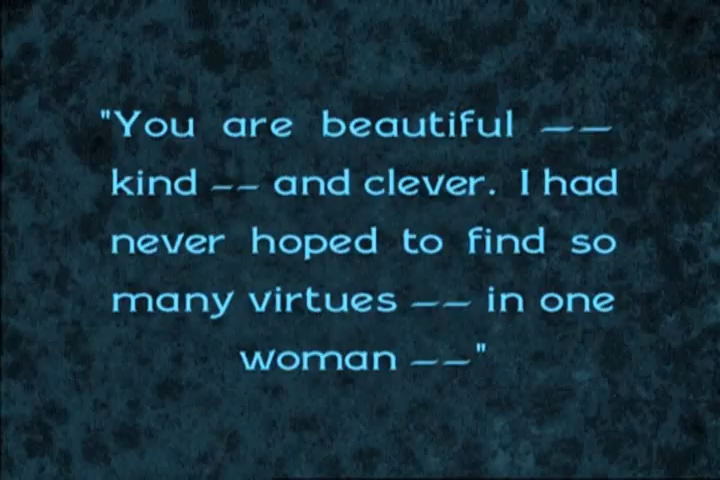 "You are beautiful ––
kind –– and clever. I had
never hoped to find so
many virtues –– in one
woman ––"